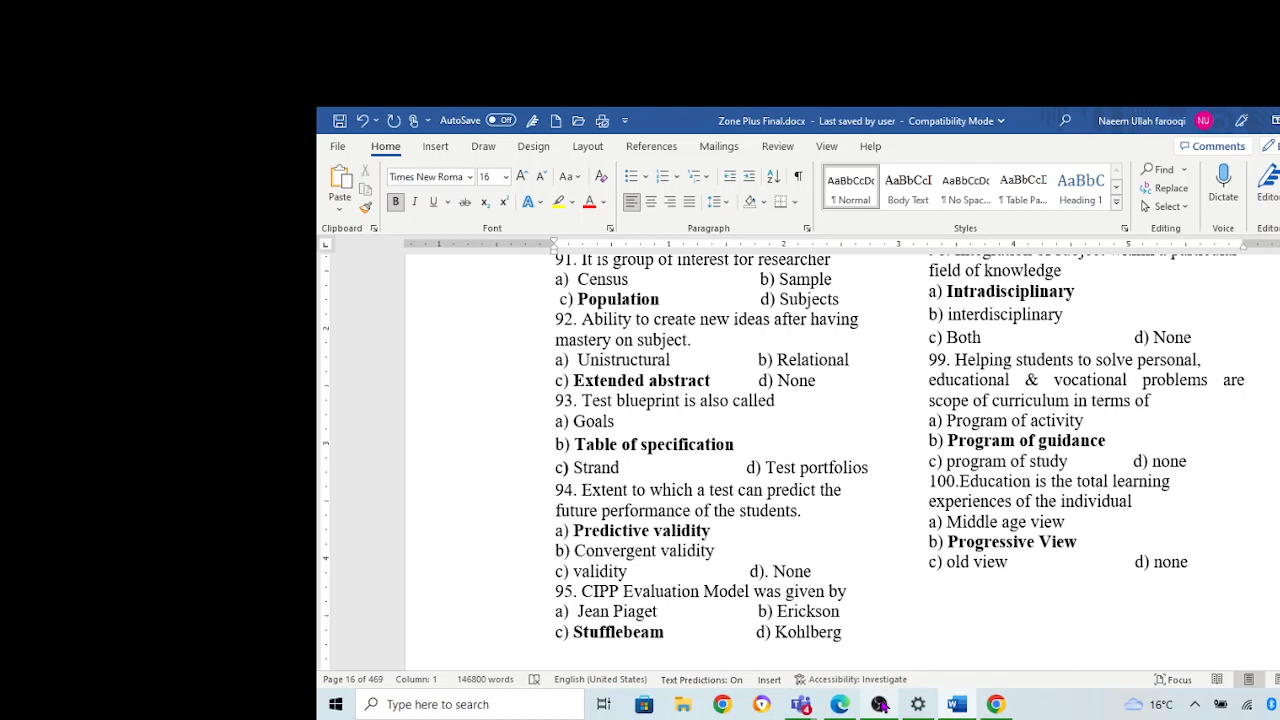 AutoSave Off
Zone Plus Final.docx - Last saved by user - Compatibility Mode
Naeem Ullah farooqi NU
File Home Insert Draw Design Layout References Mailings Review View Help
Comments
Paste
Times New Roma 16
Aa
AaBbCcDc AaBbCcI AaBbCcDc AaBbCcL AaBbC
¶ Normal Body Text ¶ No Spac... ¶ Table Pa... Heading 1
Find
Replace
Select
Dictate
Clipboard Font Paragraph Styles Editing Voice
91. It is group of interest for researcher
a) Census b) Sample
c) Population d) Subjects
92. Ability to create new ideas after having
mastery on subject.
a) Unistructural b) Relational
c) Extended abstract d) None
93. Test blueprint is also called
a) Goals
b) Table of specification
c) Strand d) Test portfolios
94. Extent to which a test can predict the
future performance of the students.
a) Predictive validity
b) Convergent validity
c) validity d). None
95. CIPP Evaluation Model was given by
a) Jean Piaget b) Erickson
c) Stufflebeam d) Kohlberg
field of knowledge
a) Intradisciplinary
b) interdisciplinary
c) Both d) None
99. Helping students to solve personal,
educational & vocational problems are
scope of curriculum in terms of
a) Program of activity
b) Program of guidance
c) program of study d) none
100.Education is the total learning
experiences of the individual
a) Middle age view
b) Progressive View
c) old view d) none
Page 16 of 469 Column: 1 146800 words English (United States) Text Predictions: On Insert Accessibility: Investigate Focus
Type here to search
16°C